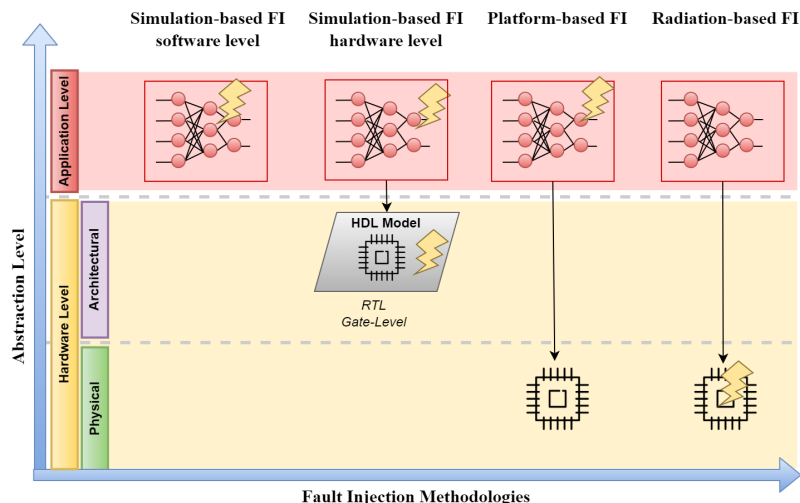 Simulation-based FI
software level
Simulation-based FI
hardware level
Platform-based FI
Radiation-based FI
Abstraction Level
Application Level
Hardware Level
Architectural
Physical
HDL Model
RTL
Gate-Level
Fault Injection Methodologies